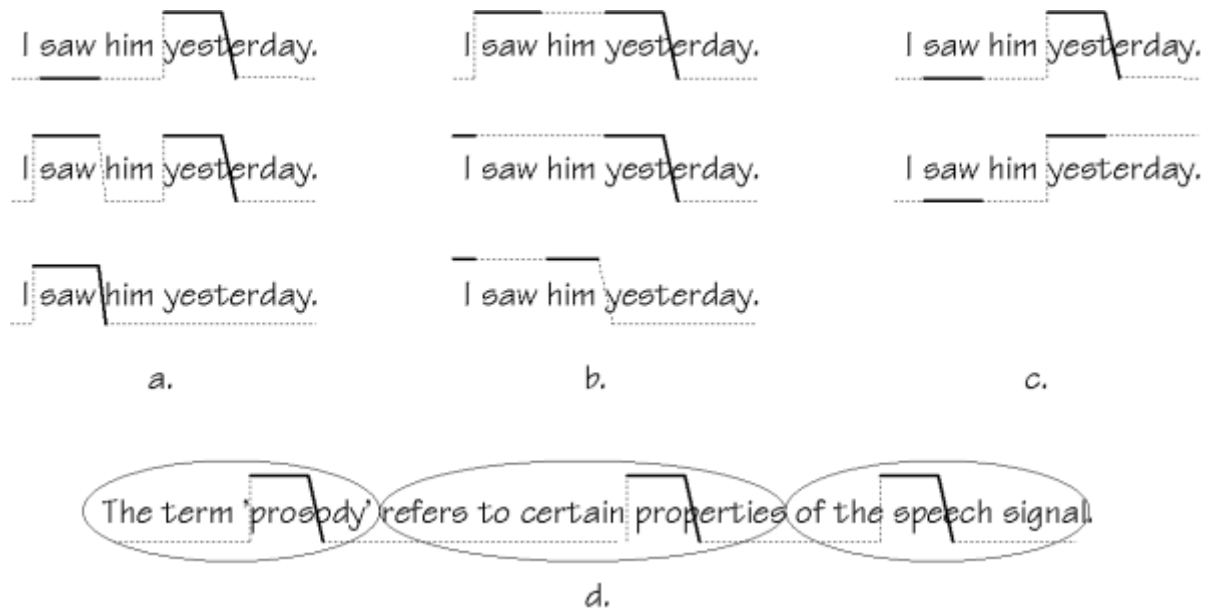 I saw him yesterday.
I saw him yesterday.
I saw him yesterday.
a.
I saw him yesterday.
I saw him yesterday.
I saw him yesterday.
b.
I saw him yesterday.
I saw him yesterday.
c.
The term 'prosody' refers to certain properties of the speech signal.
d.